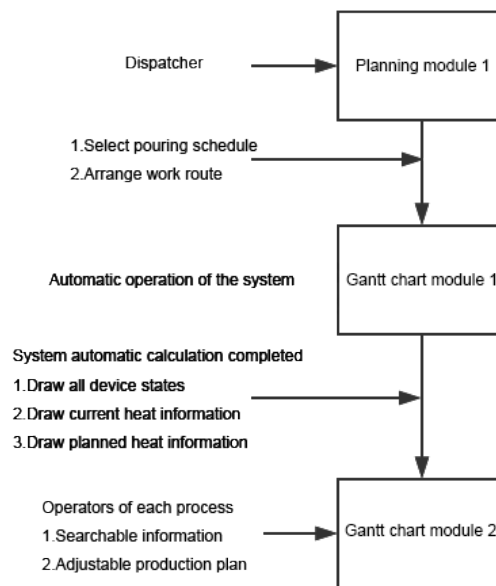 Dispatcher
Planning module 1
1.Select pouring schedule
2.Arrange work route
Automatic operation of the system
Gantt chart module 1
System automatic calculation completed
1.Draw all device states
2.Draw current heat information
3.Draw planned heat information
Operators of each process
1.Searchable information
2.Adjustable production plan
Gantt chart module 2